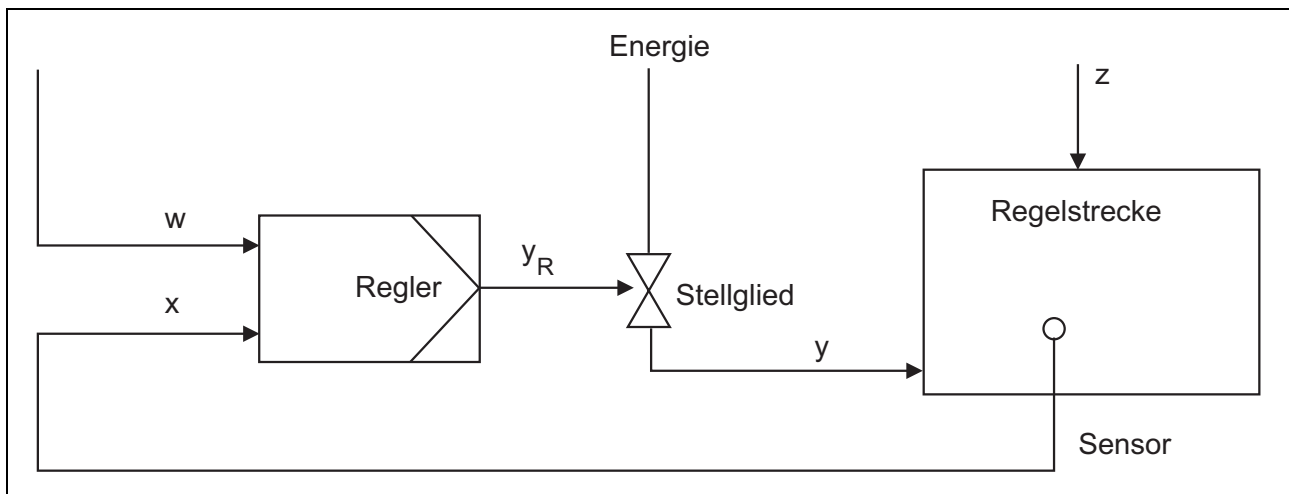 Energie
z
Regelstrecke
w
y_R
Regler
Stellglied
x
y
Sensor